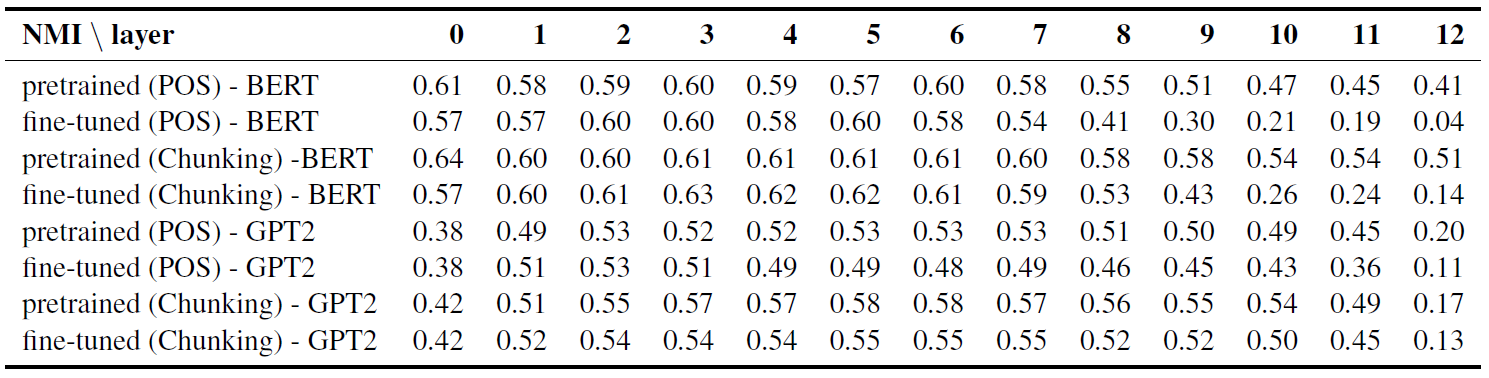 NMI \ layer 0 1 2 3 4 5 6 7 8 9 10 11 12
pretrained (POS) - BERT 0.61 0.58 0.59 0.60 0.59 0.57 0.60 0.58 0.55 0.51 0.47 0.45 0.41
fine-tuned (POS) - BERT 0.57 0.57 0.60 0.60 0.58 0.60 0.58 0.54 0.41 0.30 0.21 0.19 0.04
pretrained (Chunking) -BERT 0.64 0.60 0.60 0.61 0.61 0.61 0.61 0.60 0.58 0.58 0.54 0.54 0.51
fine-tuned (Chunking) - BERT 0.57 0.60 0.61 0.63 0.62 0.62 0.61 0.59 0.53 0.43 0.26 0.24 0.14
pretrained (POS) - GPT2 0.38 0.49 0.53 0.52 0.52 0.53 0.53 0.53 0.51 0.50 0.49 0.45 0.20
fine-tuned (POS) - GPT2 0.38 0.51 0.53 0.51 0.49 0.49 0.48 0.49 0.46 0.45 0.43 0.36 0.11
pretrained (Chunking) - GPT2 0.42 0.51 0.55 0.57 0.57 0.58 0.58 0.57 0.56 0.55 0.54 0.49 0.17
fine-tuned (Chunking) - GPT2 0.42 0.52 0.54 0.54 0.54 0.55 0.55 0.55 0.52 0.52 0.50 0.45 0.13